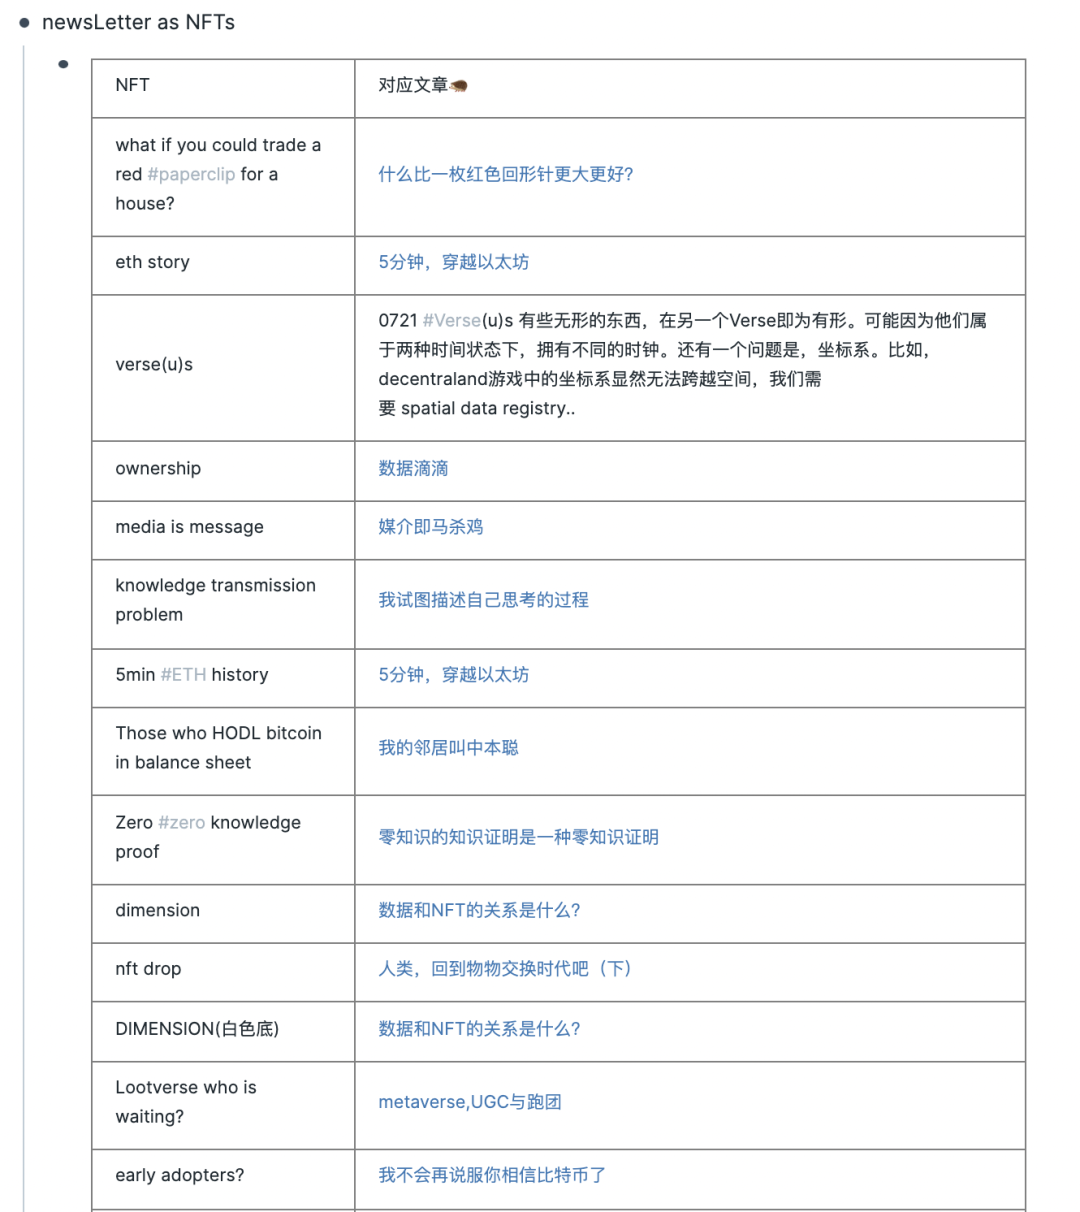 newsLetter as NFTs
NFT
对应文章
what if you could trade a
red #paperclip for a
house?
什么比一枚红色回形针更大更好?
eth story
5分钟，穿越以太坊
verse(u)s
0721 #Verse(u)s 有些无形的东西，在另一个Verse即为有形。可能因为他们属
于两种时间状态下，拥有不同的时钟。还有一个问题是，坐标系。比如，
decentraland游戏中的坐标系显然无法跨越空间，我们需
要 spatial data registry..
ownership
数据滴滴
media is message
媒介即马杀鸡
knowledge transmission
problem
我试图描述自己思考的过程
5min #ETH history
5分钟，穿越以太坊
Those who HODL bitcoin
in balance sheet
我的邻居叫中本聪
Zero #zero knowledge
proof
零知识的知识证明是一种零知识证明
dimension
数据和NFT的关系是什么?
nft drop
人类，回到物物交换时代吧（下）
DIMENSION(白色底)
数据和NFT的关系是什么?
Lootverse who is
waiting?
metaverse,UGC与跑团
early adopters?
我不会再说服你相信比特币了